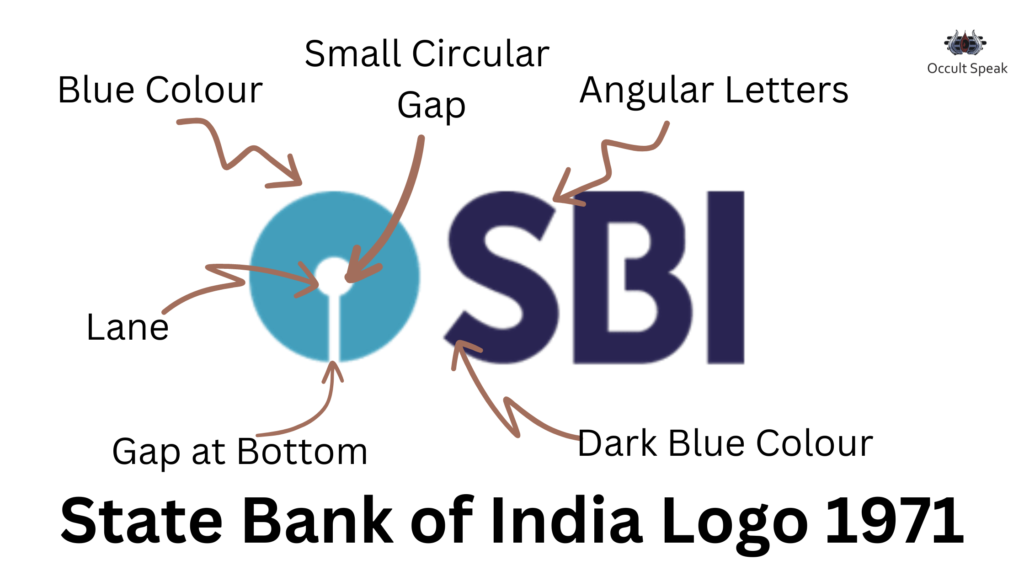 Small Circular
Gap
Blue Colour
Angular Letters
Occult Speak
SBI
Lane
Gap at Bottom
Dark Blue Colour
State Bank of India Logo 1971